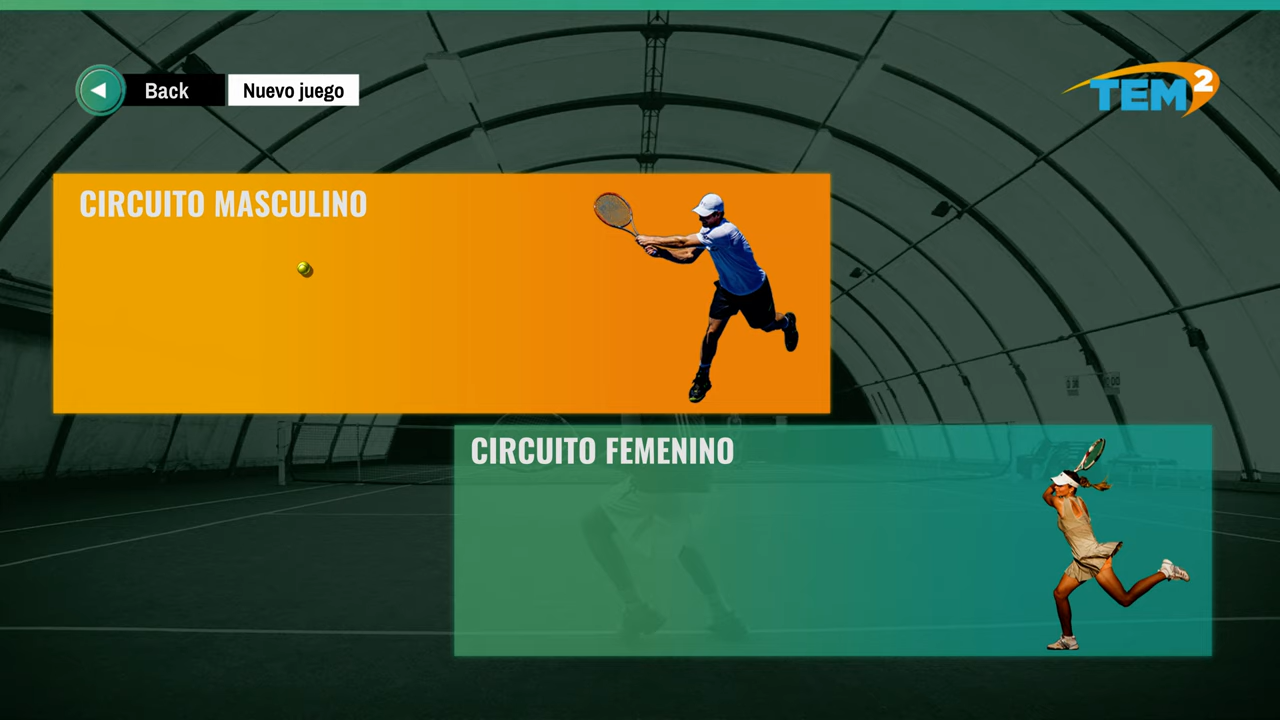 Back
Nuevo juego
TEM2
CIRCUITO MASCULINO
CIRCUITO FEMENINO